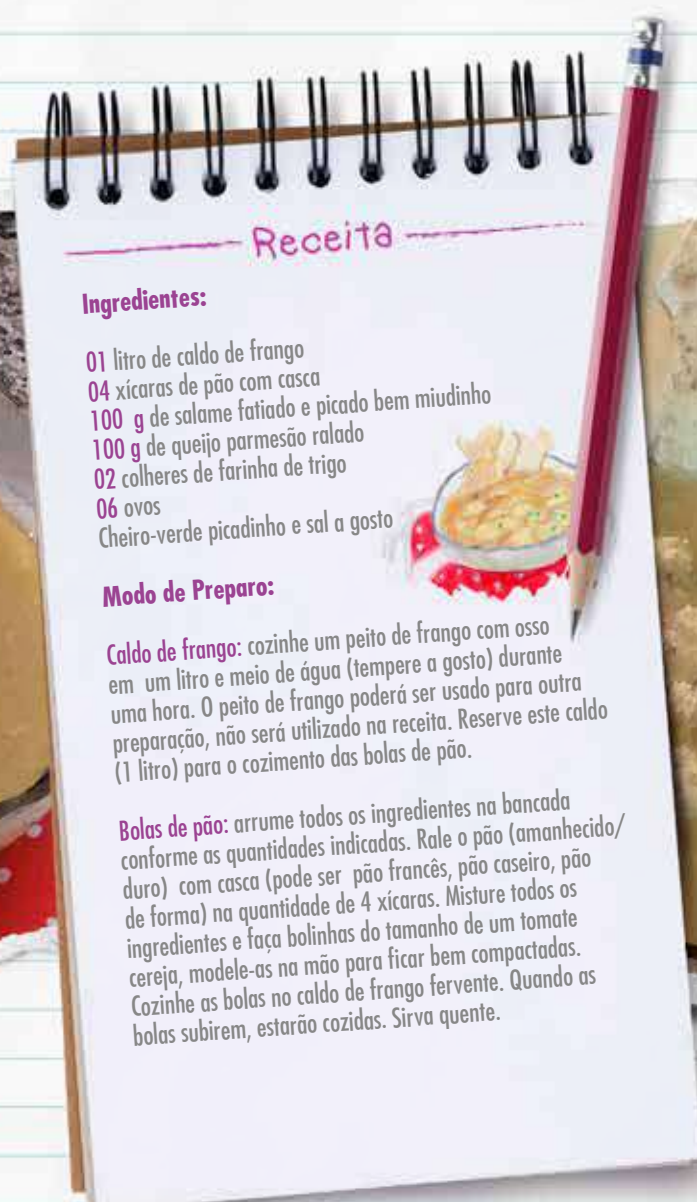 Receita
Ingredientes:
01 litro de caldo de frango
04 xícaras de pão com casca
100 g de salame fatiado e picado bem miudinho
100 g de queijo parmesão ralado
02 colheres de farinha de trigo
06 ovos
Cheiro-verde picadinho e sal a gosto
Modo de Preparo:
Caldo de frango: cozinhe um peito de frango com osso
em um litro e meio de água (tempere a gosto) durante
uma hora. O peito de frango poderá ser usado para outra
preparação, não será utilizado na receita. Reserve este caldo
(1 litro) para o cozimento das bolas de pão.
Bolas de pão: arrume todos os ingredientes na bancada
conforme as quantidades indicadas. Rale o pão (amanhecido/
duro) com casca (pode ser pão francês, pão caseiro, pão
de forma) na quantidade de 4 xícaras. Misture todos os
ingredientes e faça bolinhas do tamanho de um tomate
cereja, modele-as na mão para ficar bem compactadas.
Cozinhe as bolas no caldo de frango fervente. Quando as
bolas subirem, estarão cozidas. Sirva quente.